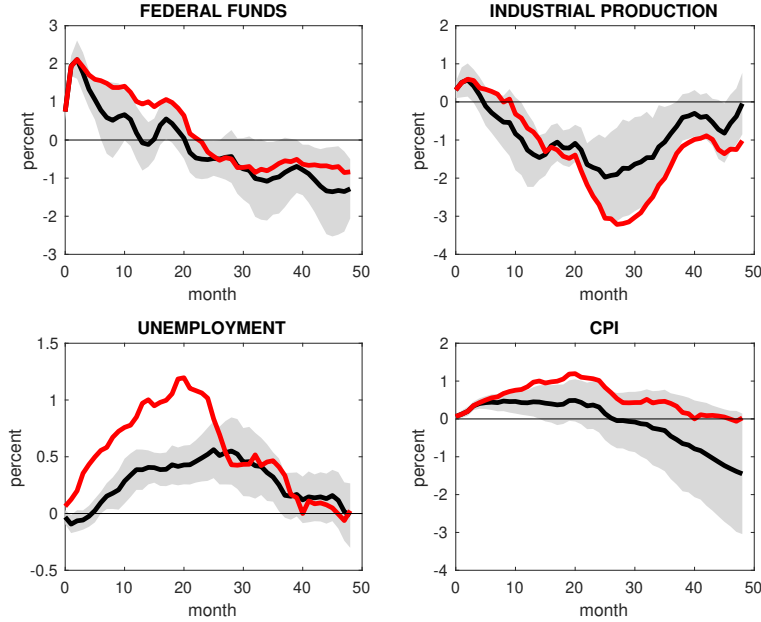 FEDERAL FUNDS
3
2
1
0
-1
-2
-3
percent
0 10 20 30 40 50
month
INDUSTRIAL PRODUCTION
2
1
0
-1
-2
-3
-4
percent
0 10 20 30 40 50
month
UNEMPLOYMENT
1.5
1
0.5
0
-0.5
percent
0 10 20 30 40 50
month
CPI
2
1
0
-1
-2
-3
-4
percent
0 10 20 30 40 50
month